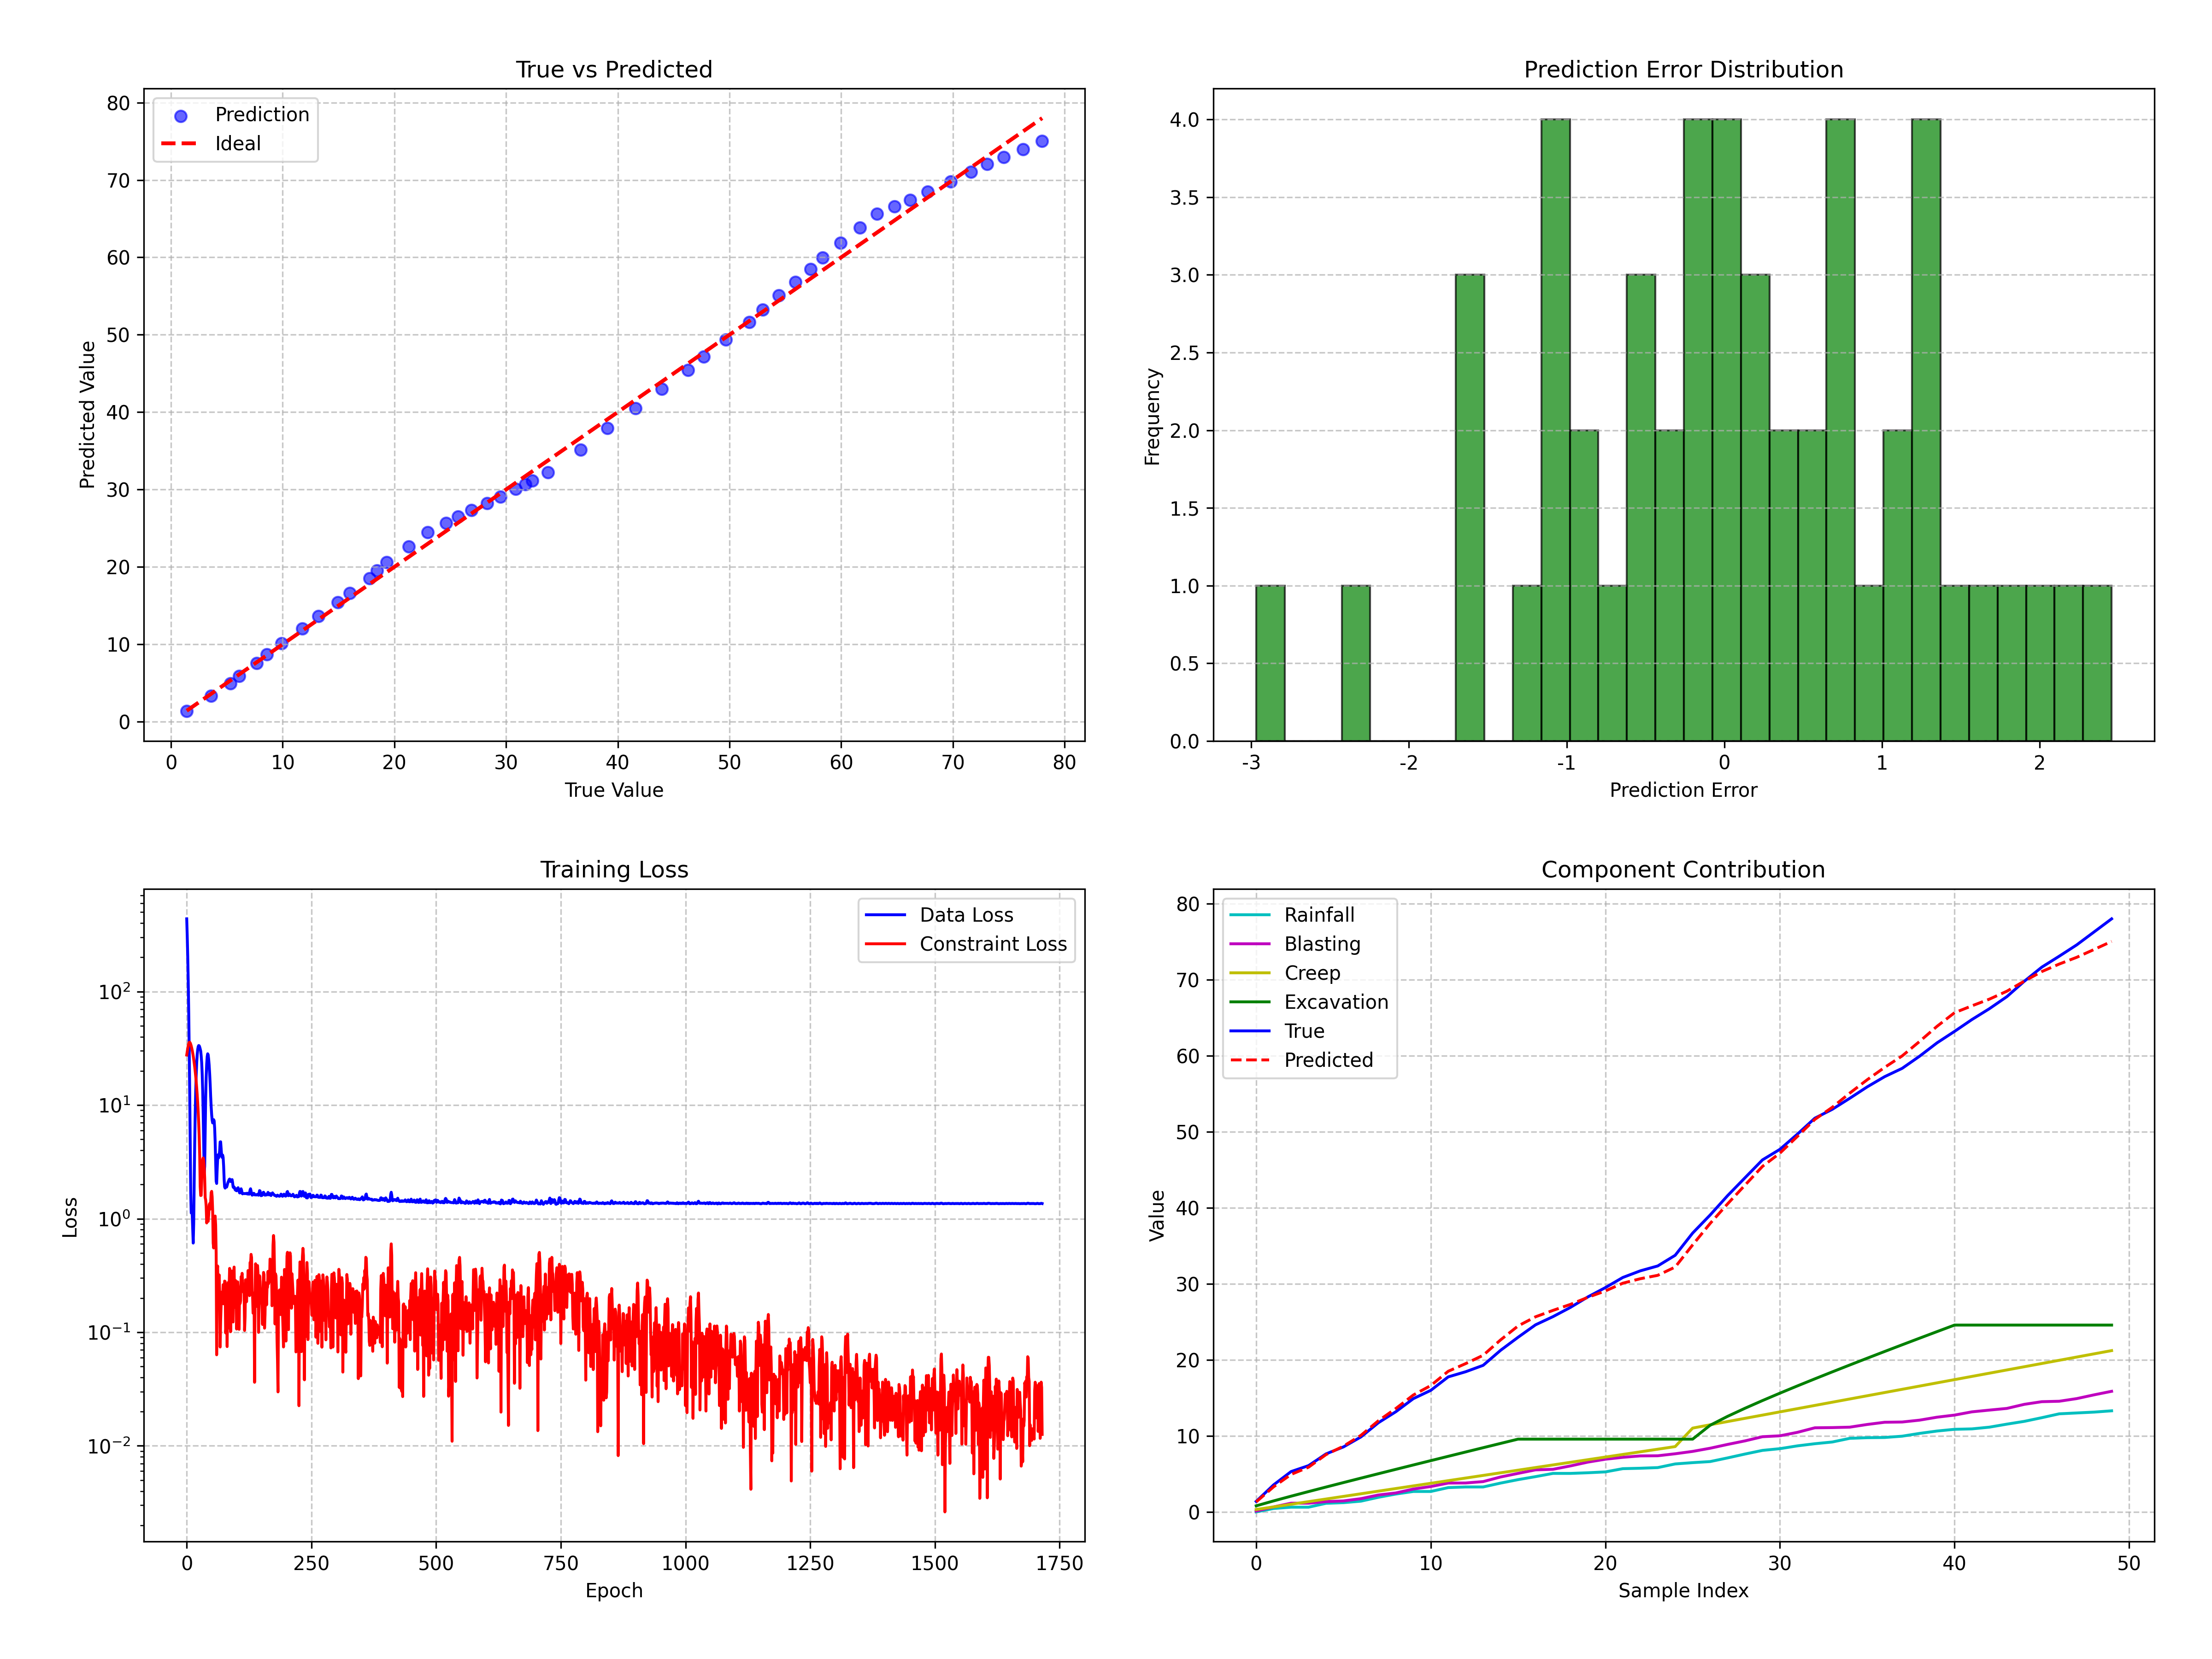 True vs Predicted
Prediction
Ideal
80
70
60
50
40
30
20
10
0
Predicted Value
0 10 20 30 40 50 60 70 80
True Value
Prediction Error Distribution
4.0
3.5
3.0
2.5
2.0
1.5
1.0
0.5
0.0
Frequency
-3 -2 -1 0 1 2
Prediction Error
Training Loss
Data Loss
Constraint Loss
10²
10¹
10⁰
10⁻¹
10⁻²
Loss
0 250 500 750 1000 1250 1500 1750
Epoch
Component Contribution
Rainfall
Blasting
Creep
Excavation
True
Predicted
80
70
60
50
40
30
20
10
0
Value
0 10 20 30 40 50
Sample Index